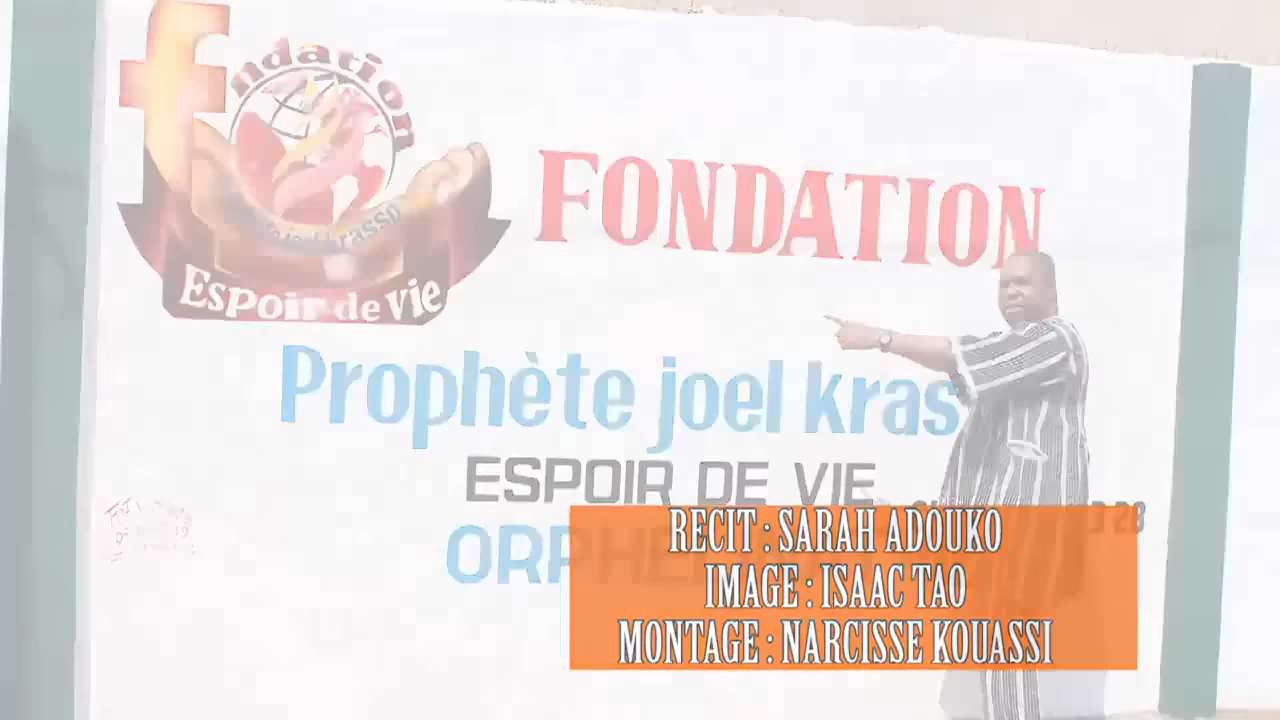 fondation
Espoir de Vie
FONDATION
Prophète joel kras
ESPOIR DE VIE
ORPHE
RECIT : SARAH ADOUKO
IMAGE : ISAAC TAO
MONTAGE : NARCISSE KOUASSI